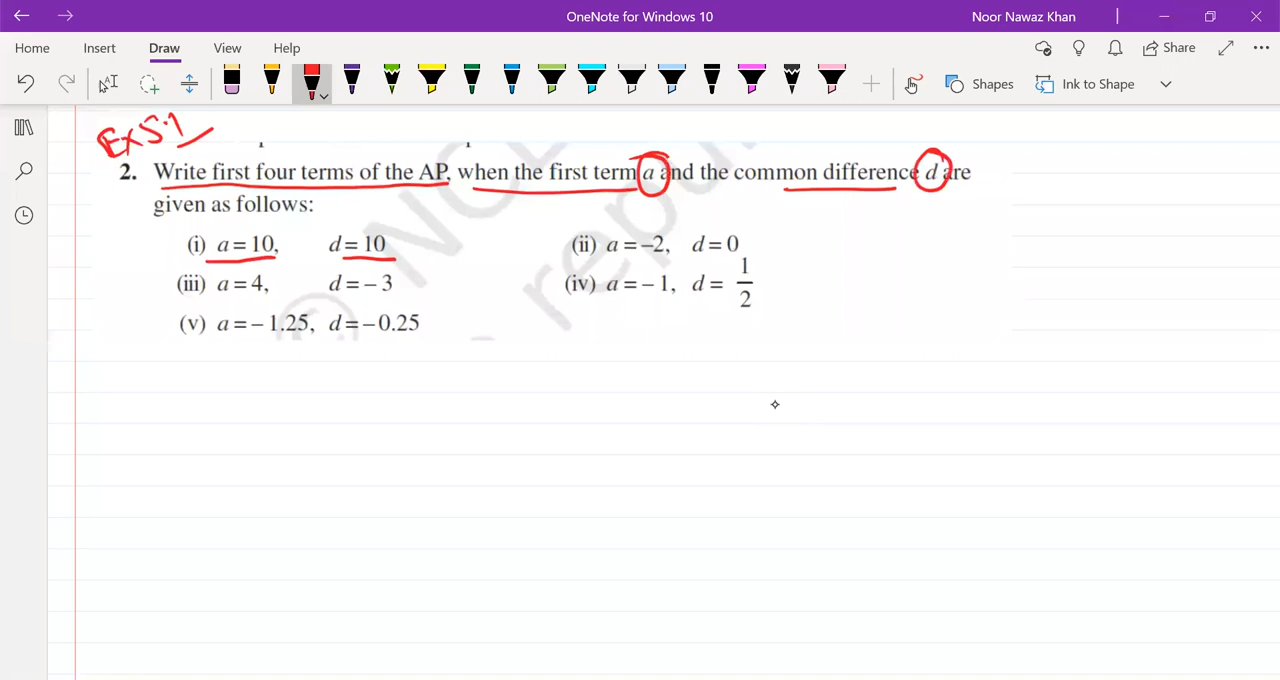 OneNote for Windows 10
Noor Nawaz Khan
Home Insert Draw View Help
Share
Shapes
Ink to Shape
Ex 5.1
2. Write first four terms of the AP, when the first term a and the common difference d are
given as follows:
(i) a = 10, d = 10 (ii) a = –2, d = 0
(iii) a = 4, d = – 3 (iv) a = – 1, d = 1/2
(v) a = – 1.25, d = – 0.25